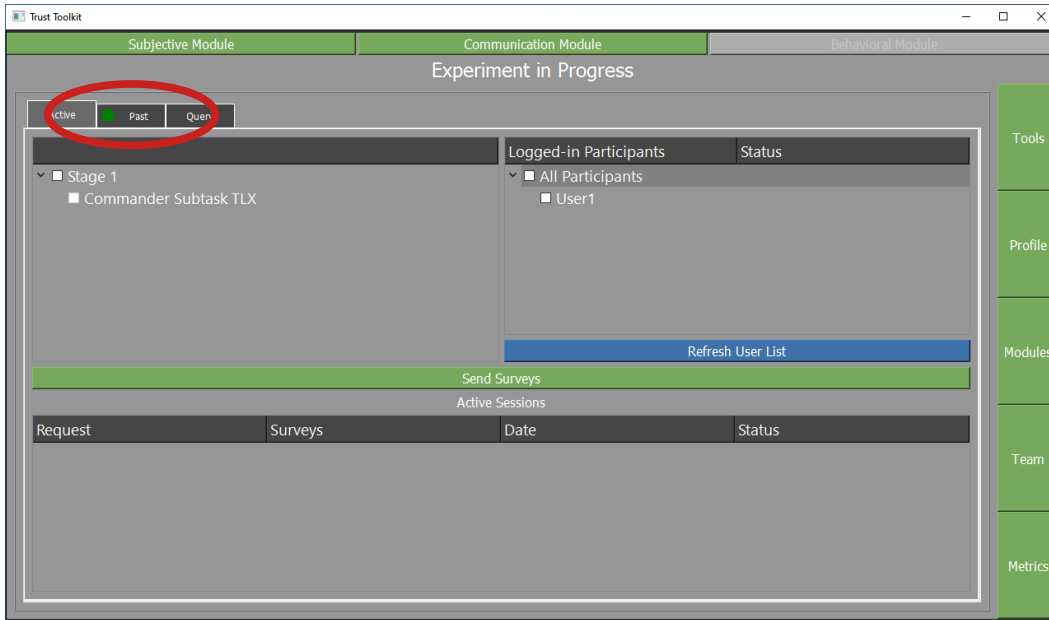 Trust Toolkit
Subjective Module Communication Module Behavioral Module
Experiment in Progress
Active Past Query
Logged-in Participants Status
Stage 1
Commander Subtask TLX
All Participants
User1
Refresh User List
Send Surveys
Active Sessions
Request Surveys Date Status
Tools
Profile
Modules
Team
Metrics